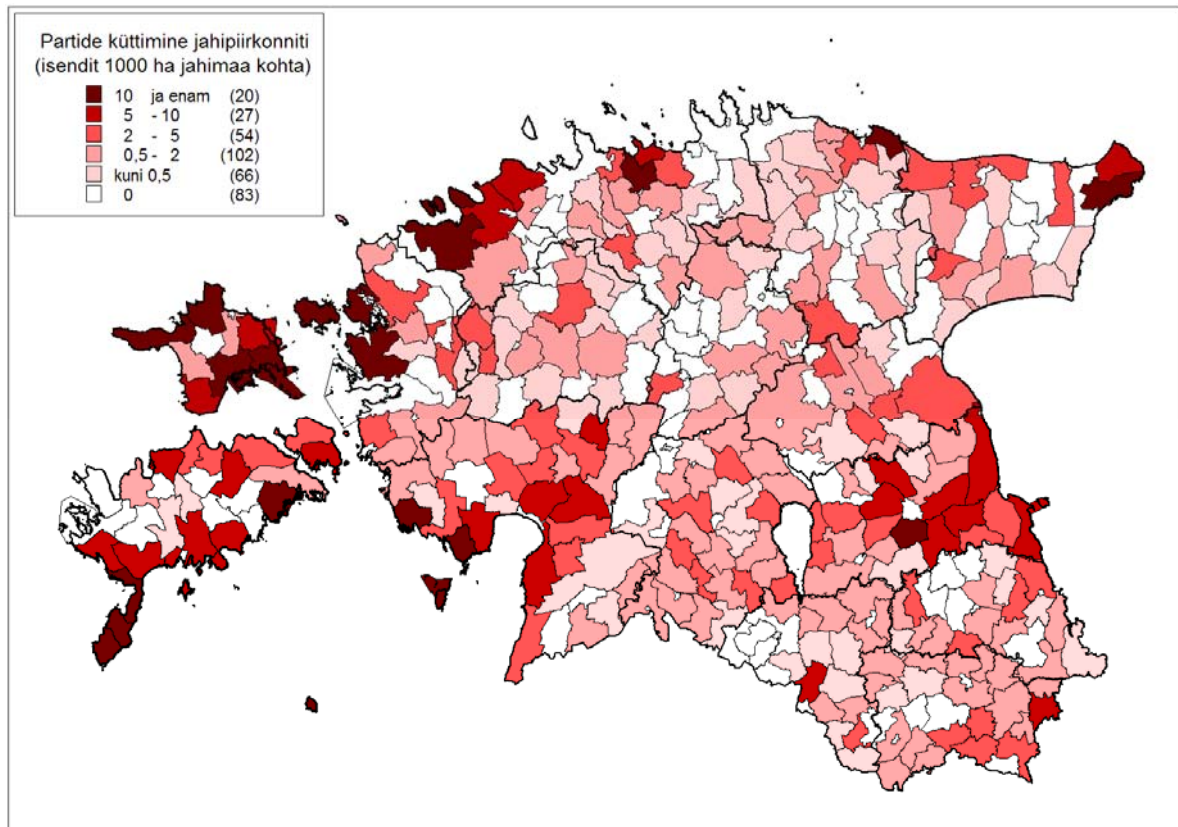 Partide küttimine jahipiirkonniti
(isendit 1000 ha jahimaa kohta)
10 ja enam (20)
5 - 10 (27)
2 - 5 (54)
0,5 - 2 (102)
kuni 0,5 (66)
0 (83)